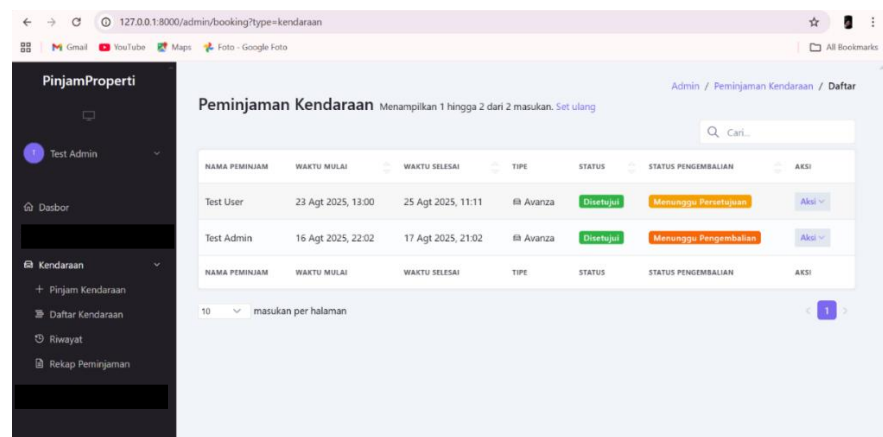 127.0.0.1:8000/admin/booking?type=kendaraan
Gmail YouTube Maps Foto - Google Foto All Bookmarks
PinjamProperti
Test Admin
Dasbor
Kendaraan
Pinjam Kendaraan
Daftar Kendaraan
Riwayat
Rekap Peminjaman
Admin / Peminjaman Kendaraan / Daftar
Peminjaman Kendaraan Menampilkan 1 hingga 2 dari 2 masukan. Set ulang
Cari...
NAMA PEMINJAM WAKTU MULAI WAKTU SELESAI TIPE STATUS STATUS PENGEMBALIAN AKSI
Test User 23 Agt 2025, 13:00 25 Agt 2025, 11:11 Avanza Disetujui Menunggu Persetujuan Aksi
Test Admin 16 Agt 2025, 22:02 17 Agt 2025, 21:02 Avanza Disetujui Menunggu Pengembalian Aksi
NAMA PEMINJAM WAKTU MULAI WAKTU SELESAI TIPE STATUS STATUS PENGEMBALIAN AKSI
10 masukan per halaman
1